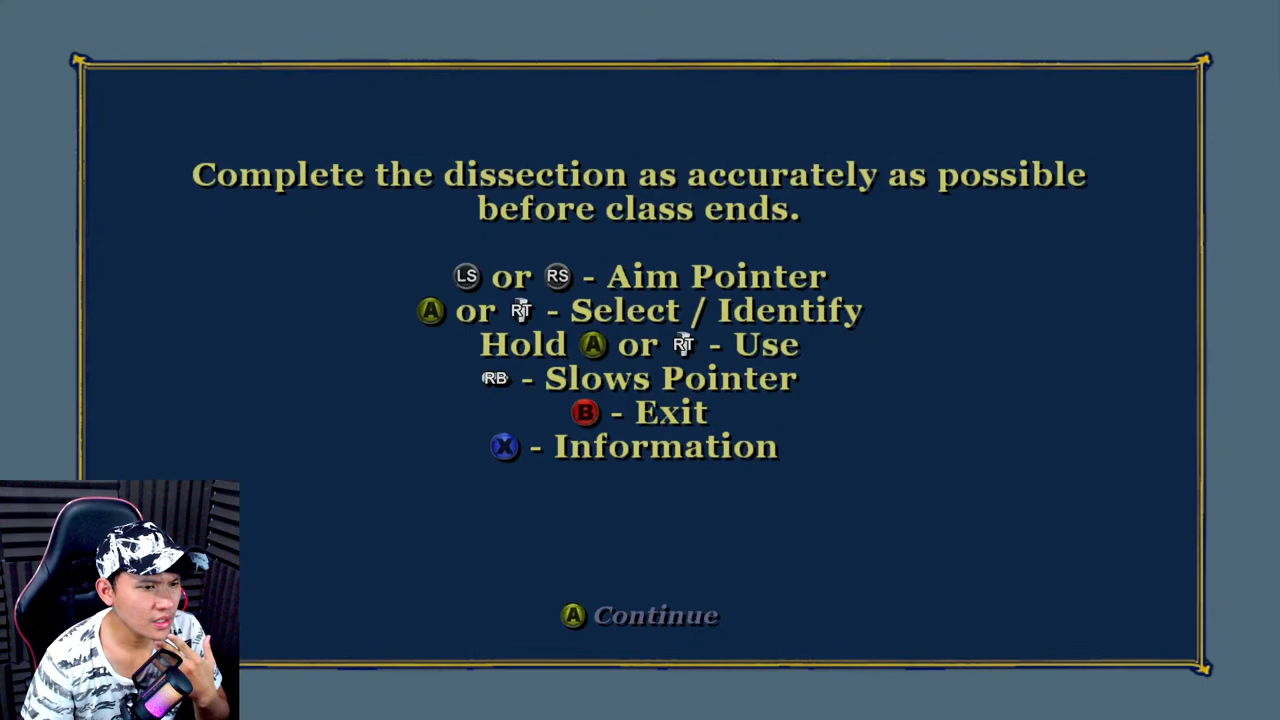 Complete the dissection as accurately as possible
before class ends.
LS or RS - Aim Pointer
A or RT - Select / Identify
Hold A or RT - Use
RB - Slows Pointer
B - Exit
X - Information
A Continue